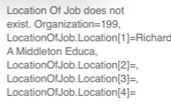 Location Of Job does not
exist. Organization=199,
LocationOfJob.Location[1]=Richard
A Middleton Educa,
LocationOfJob.Location[2]=,
LocationOfJob.Location[3]=,
LocationOfJob.Location[4]=